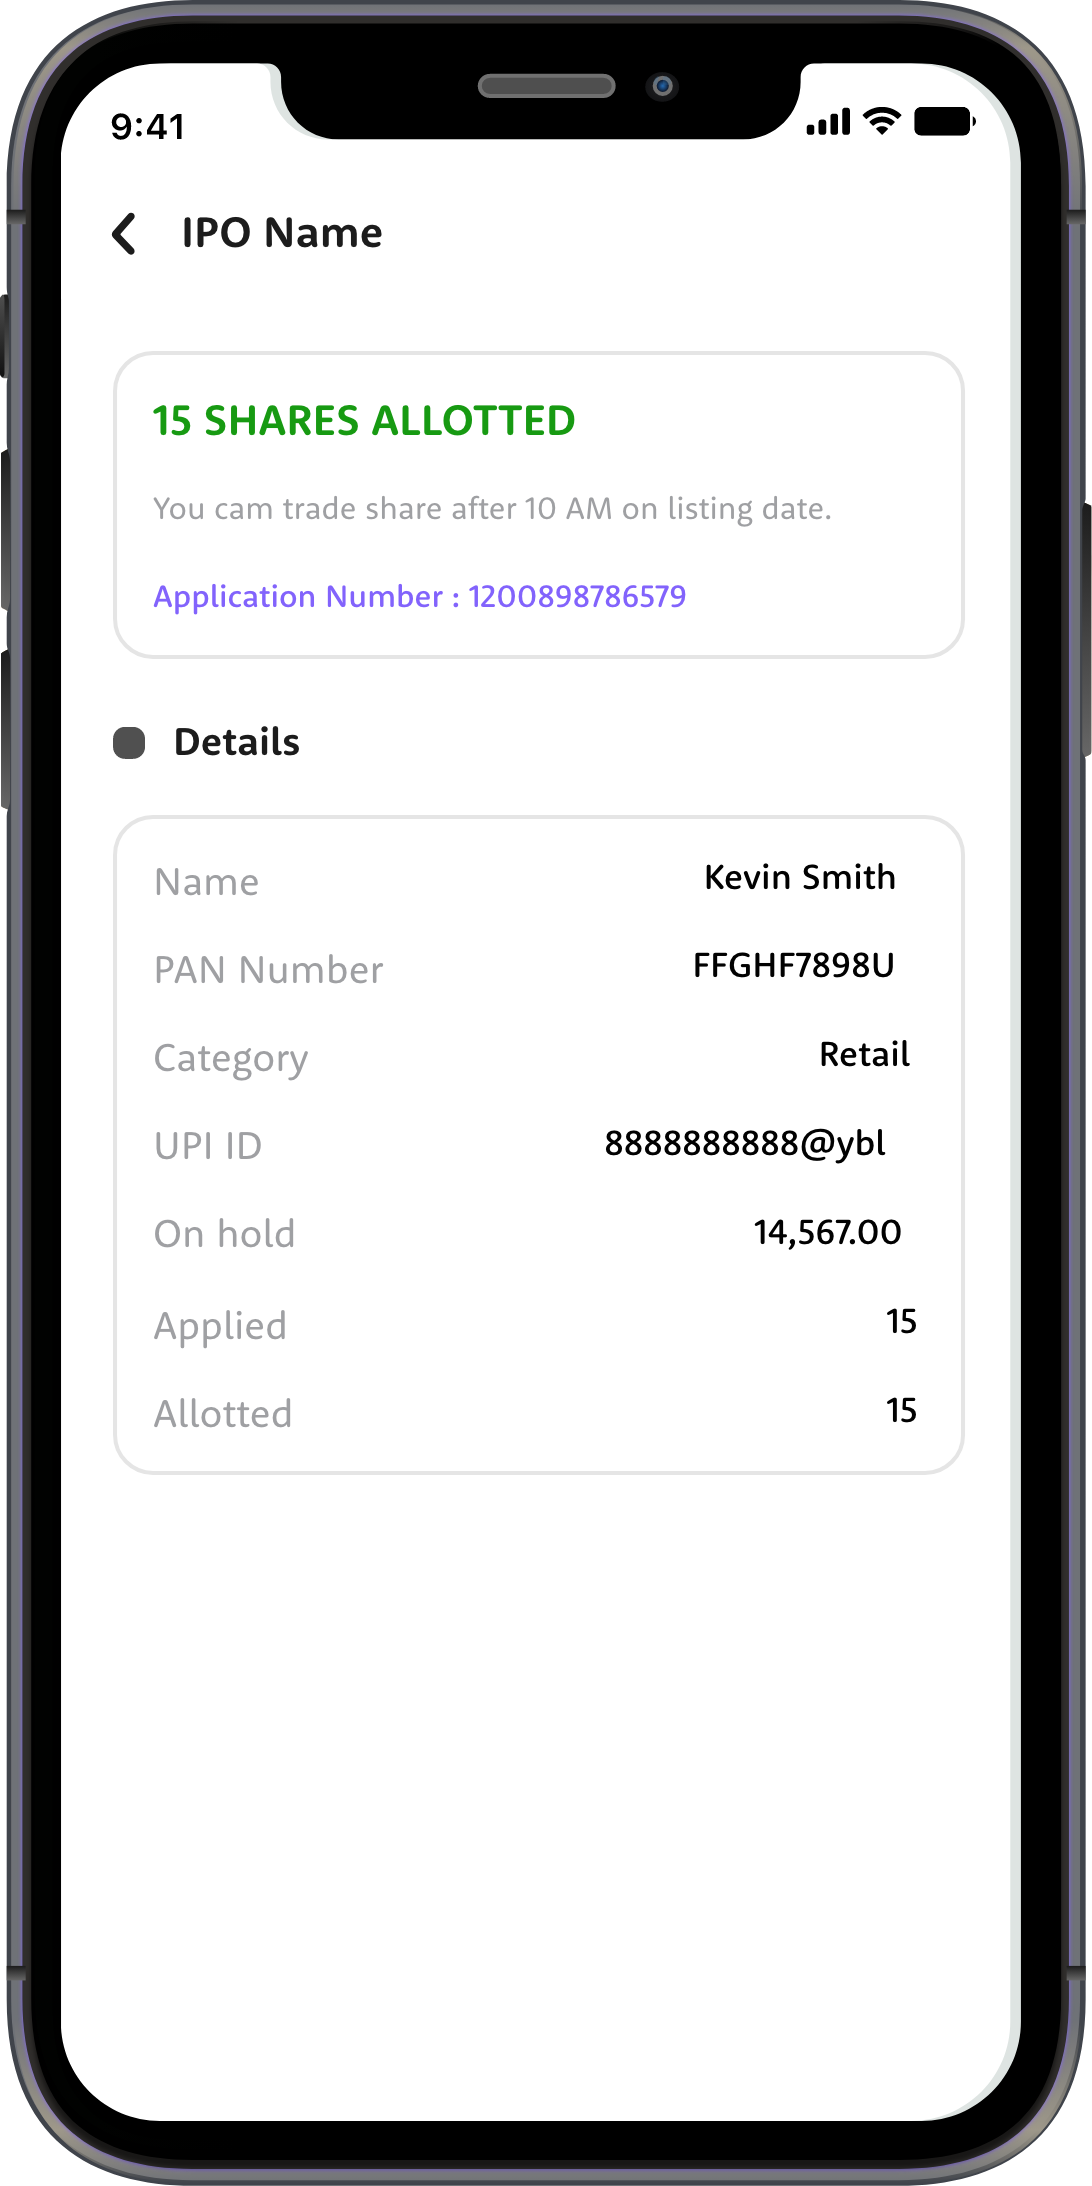 9:41
IPO Name
15 SHARES ALLOTTED
You cam trade share after 10 AM on listing date.
Application Number : 1200898786579
Details
Name Kevin Smith
PAN Number FFGHF7898U
Category Retail
UPI ID 8888888888@ybl
On hold 14,567.00
Applied 15
Allotted 15